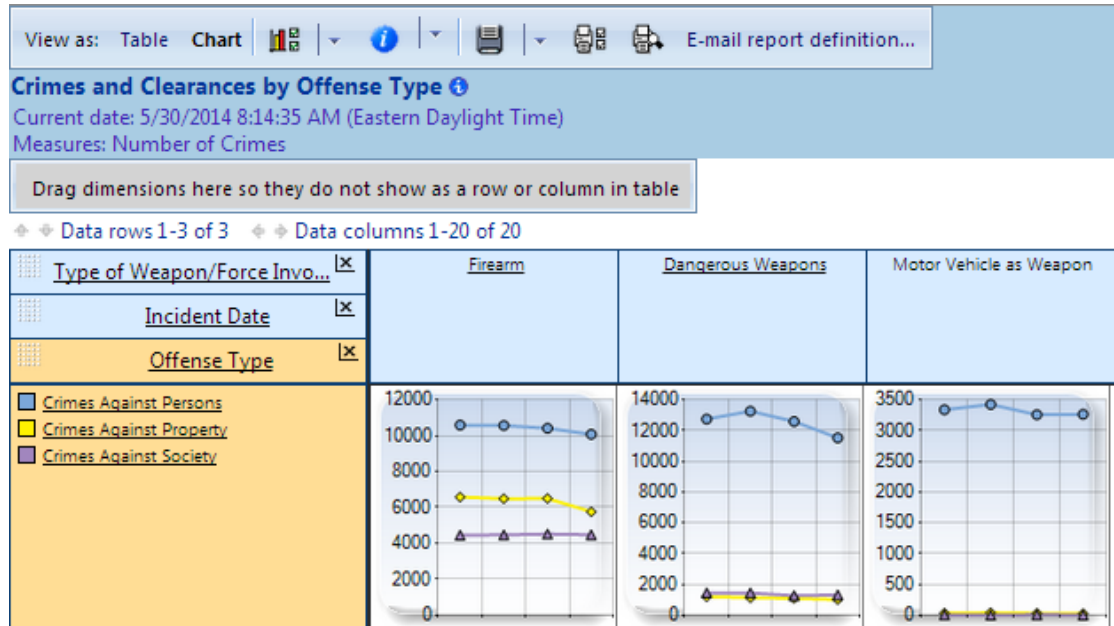 View as: Table Chart E-mail report definition...
Crimes and Clearances by Offense Type
Current date: 5/30/2014 8:14:35 AM (Eastern Daylight Time)
Measures: Number of Crimes
Drag dimensions here so they do not show as a row or column in table
Data rows 1-3 of 3 Data columns 1-20 of 20
Type of Weapon/Force Invo...
Incident Date
Offense Type
Firearm
Dangerous Weapons
Motor Vehicle as Weapon
Crimes Against Persons
Crimes Against Property
Crimes Against Society
12000
10000
8000
6000
4000
2000
0
14000
12000
10000
8000
6000
4000
2000
0
3500
3000
2500
2000
1500
1000
500
0